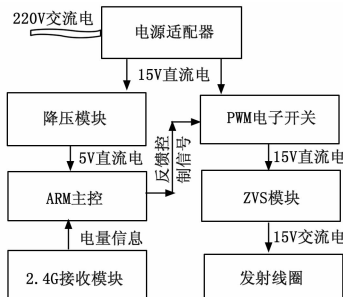 220V交流电
电源适配器
15V直流电
降压模块
PWM电子开关
5V直流电
反馈控
制信号
15V直流电
ARM主控
ZVS模块
电量信息
15V交流电
2.4G接收模块
发射线圈